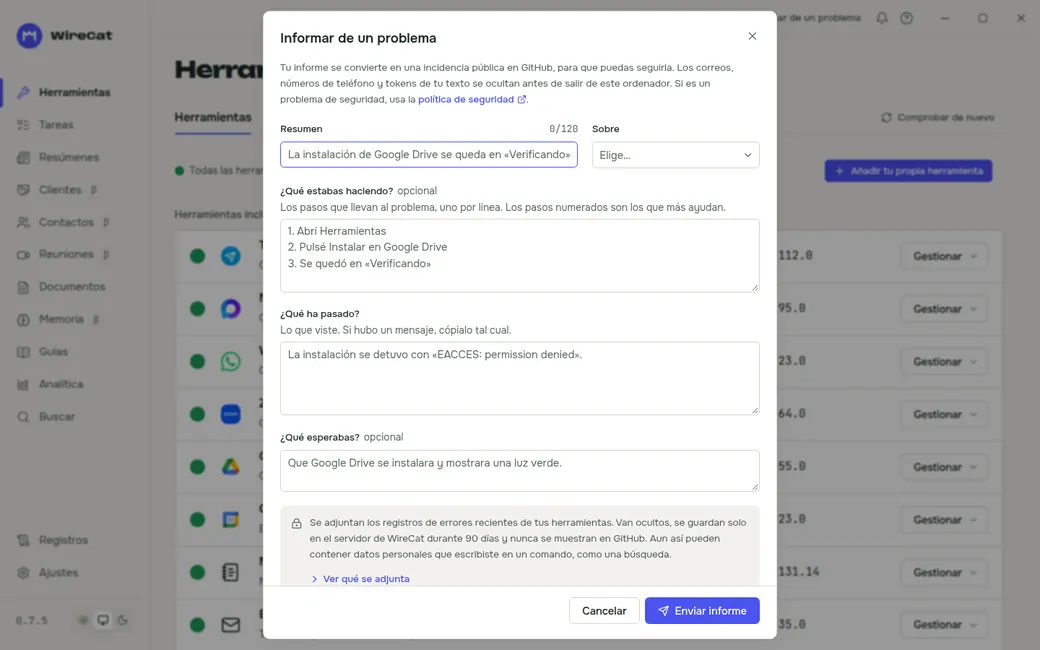 wirecat
Herramientas
Tareas
Resúmenes
Clientes β
Contactos β
Reuniones β
Documentos
Memoria β
Guías
Analítica
Buscar
Registros
Ajustes
0.7.5
Herramientas
Todas las herra
Herramientas incl
de un problema
Comprobar de nuevo
Añadir tu propia herramienta
112.0 Gestionar
95.0 Gestionar
23.0 Gestionar
64.0 Gestionar
55.0 Gestionar
23.0 Gestionar
131.14 Gestionar
35.0 Gestionar
Informar de un problema
Tu informe se convierte en una incidencia pública en GitHub, para que puedas seguirla. Los correos,
números de teléfono y tokens de tu texto se ocultan antes de salir de este ordenador. Si es un
problema de seguridad, usa la política de seguridad.
Resumen 0/120 Sobre
La instalación de Google Drive se queda en «Verificando» Elige...
¿Qué estabas haciendo? opcional
Los pasos que llevan al problema, uno por línea. Los pasos numerados son los que más ayudan.
1. Abrí Herramientas
2. Pulsé Instalar en Google Drive
3. Se quedó en «Verificando»
¿Qué ha pasado?
Lo que viste. Si hubo un mensaje, cópialo tal cual.
La instalación se detuvo con «EACCES: permission denied».
¿Qué esperabas? opcional
Que Google Drive se instalara y mostrara una luz verde.
Se adjuntan los registros de errores recientes de tus herramientas. Van ocultos, se guardan solo
en el servidor de WireCat durante 90 días y nunca se muestran en GitHub. Aun así pueden
contener datos personales que escribiste en un comando, como una búsqueda.
Ver qué se adjunta
Cancelar Enviar informe